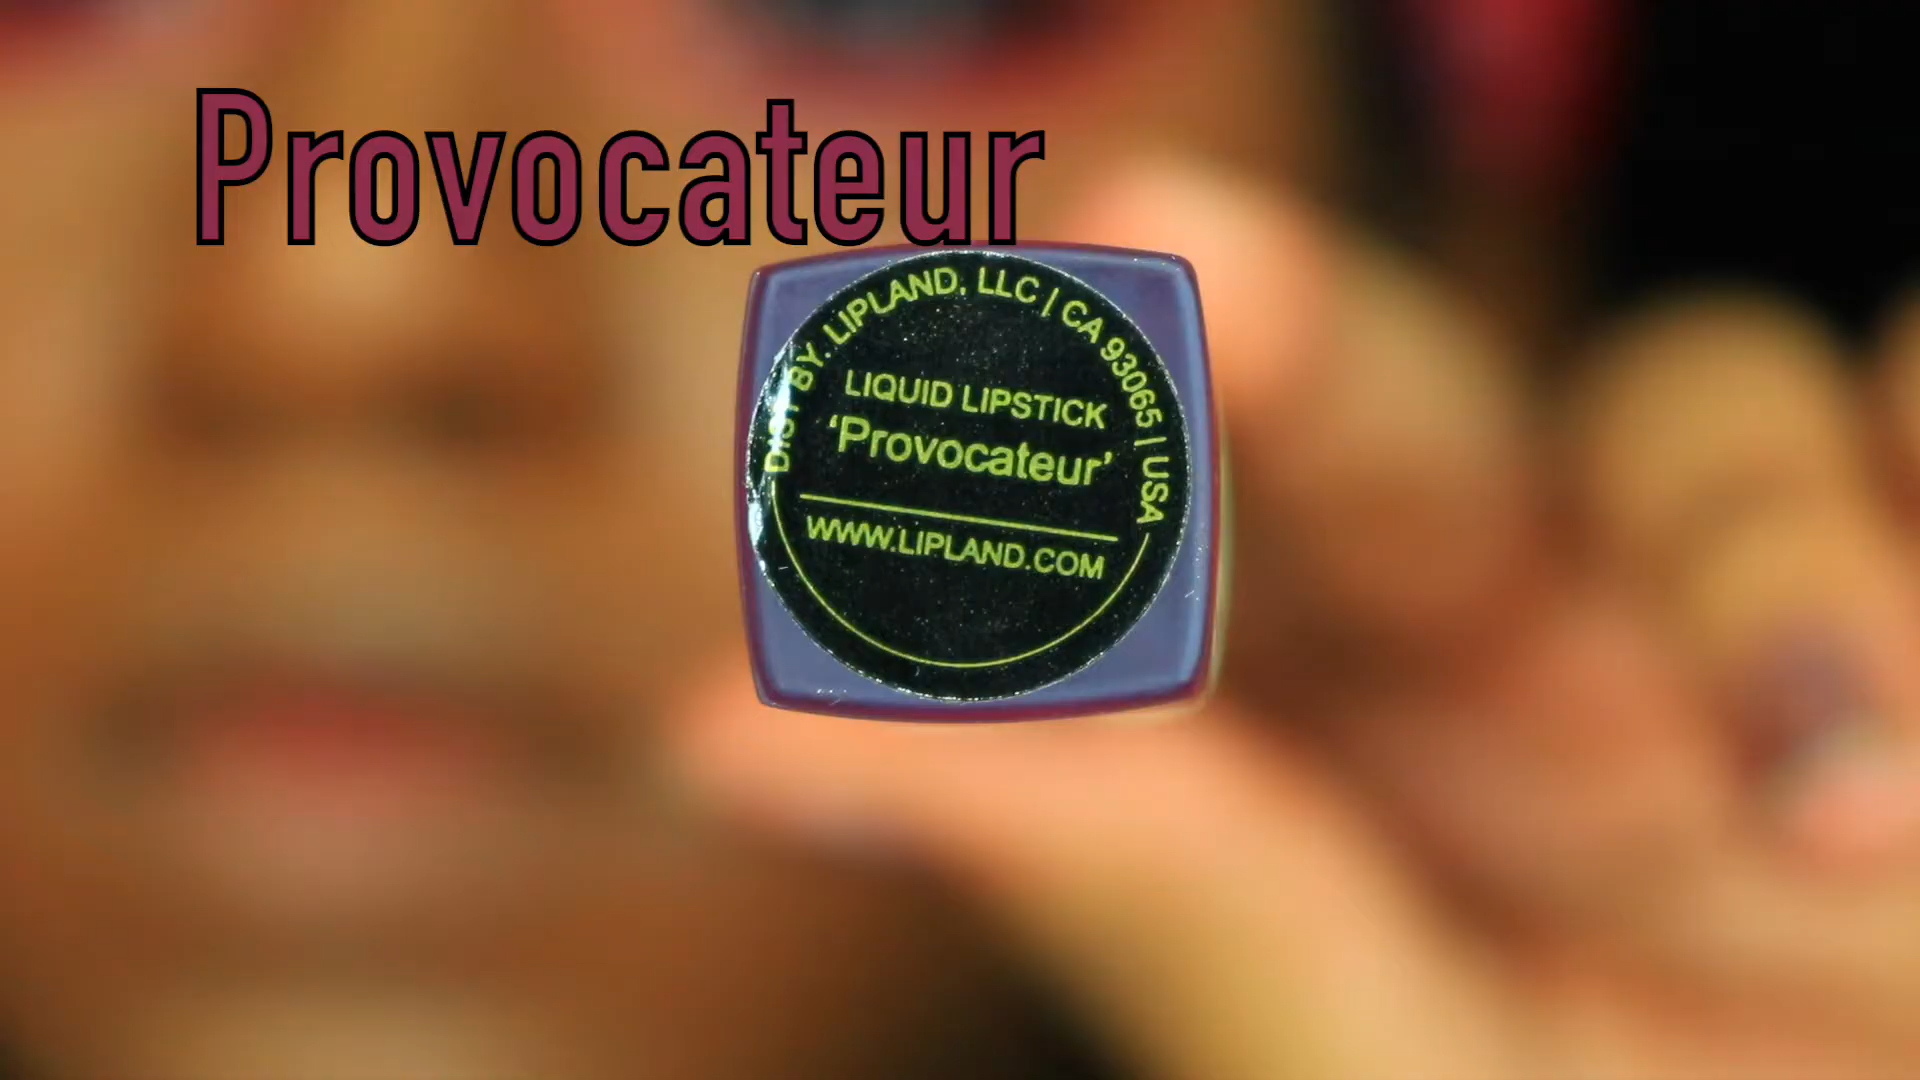 Provocateur
DIST BY. LIPLAND, LLC | CA 93065 | USA
LIQUID LIPSTICK
‘Provocateur’
WWW.LIPLAND.COM